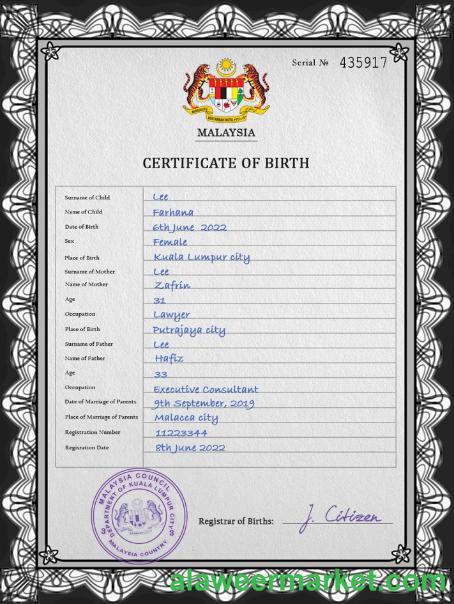 Serial № 435917
MALAYSIA
CERTIFICATE OF BIRTH
Surname of Child Lee
Name of Child Farhana
Date of Birth 6th June 2022
Sex Female
Place of Birth Kuala Lumpur city
Surname of Mother Lee
Name of Mother Zafrin
Age 31
Occupation Lawyer
Place of Birth Putrajaya city
Surname of Father Lee
Name of Father Hafiz
Age 33
Occupation Executive Consultant
Date of Marriage of Parents 9th September, 2019
Place of Marriage of Parents Malacca city
Registration Number 11223344
Registration Date 8th June 2022
MALAYSIA COUNCIL
DEPARTMENT OF KUALA LUMPUR CITY
MALAYSIA COUNTRY
Registrar of Births: J. Citizen
alaweermarket.com